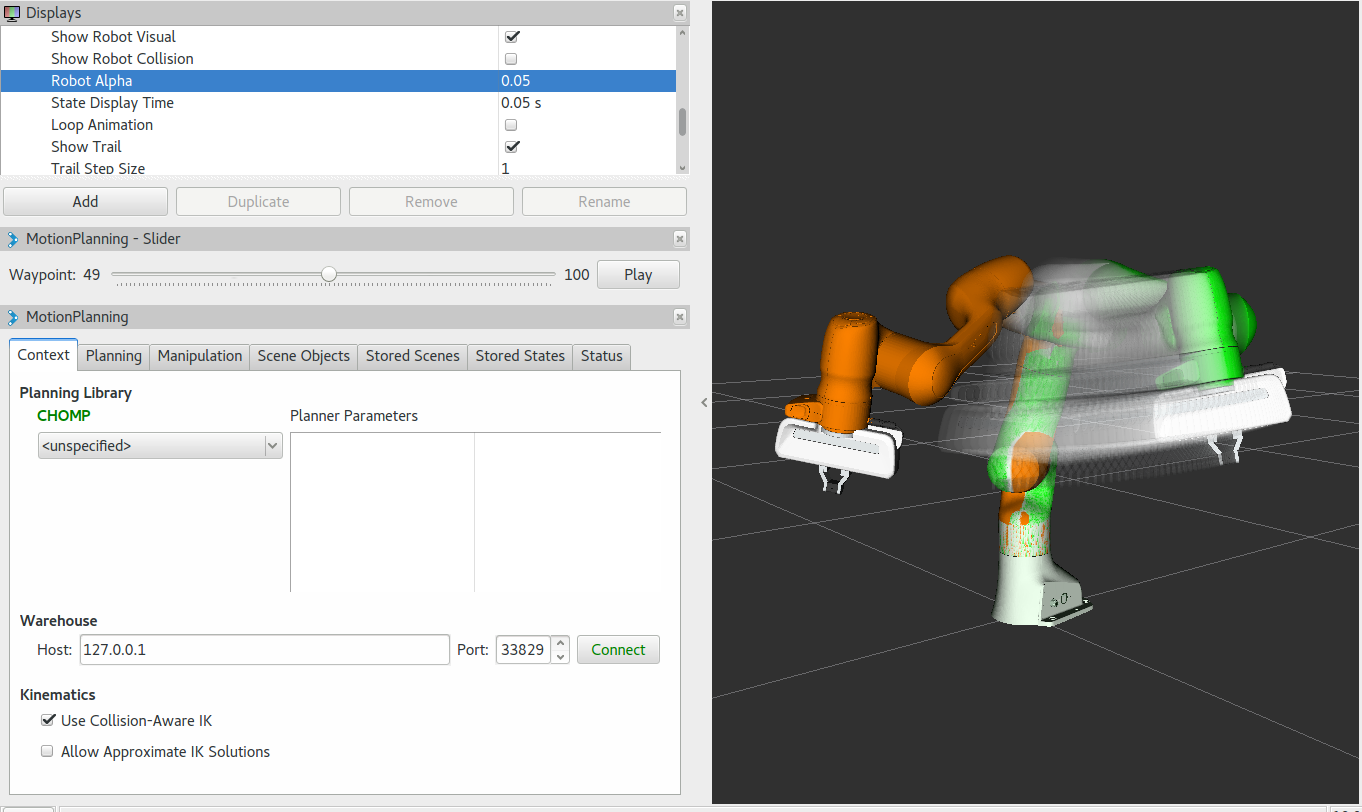 Displays
Show Robot Visual
Show Robot Collision
Robot Alpha 0.05
State Display Time 0.05 s
Loop Animation
Show Trail
Trail Step Size 1
Add Duplicate Remove Rename
MotionPlanning - Slider
Waypoint: 49 100 Play
MotionPlanning
Context Planning Manipulation Scene Objects Stored Scenes Stored States Status
Planning Library
CHOMP Planner Parameters
<unspecified>
Warehouse
Host: 127.0.0.1 Port: 33829 Connect
Kinematics
Use Collision-Aware IK
Allow Approximate IK Solutions